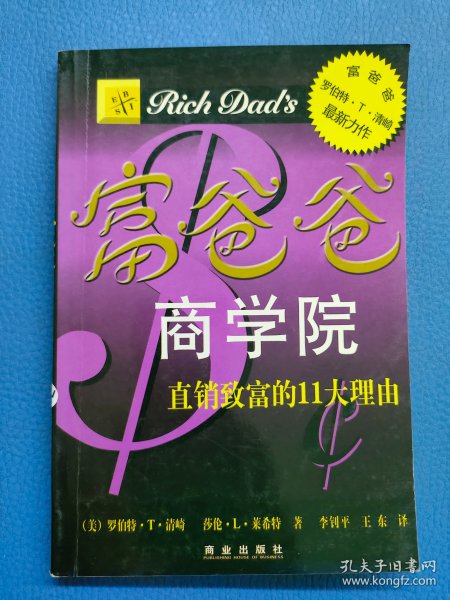 E B
S I
Rich Dad's
富爸爸
罗伯特·T·清崎
最新力作
富爸爸
商学院
直销致富的11大理由
(美)罗伯特·T·清崎 莎伦·L·莱希特 著 李钊平 王东 译
商业出版社
PUBLISHING HOUSE OF BUSINESS
孔夫子旧书网
kongfz.com